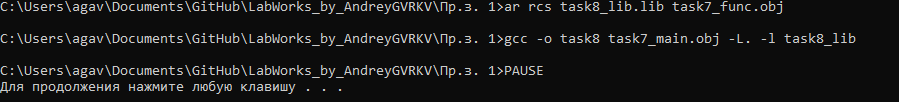 C:\Users\agav\Documents\GitHub\LabWorks_by_AndreyGVRKV\Пр.з. 1>ar rcs task8_lib.lib task7_func.obj
C:\Users\agav\Documents\GitHub\LabWorks_by_AndreyGVRKV\Пр.з. 1>gcc -o task8 task7_main.obj -L. -l task8_lib
C:\Users\agav\Documents\GitHub\LabWorks_by_AndreyGVRKV\Пр.з. 1>PAUSE
Для продолжения нажмите любую клавишу . . .